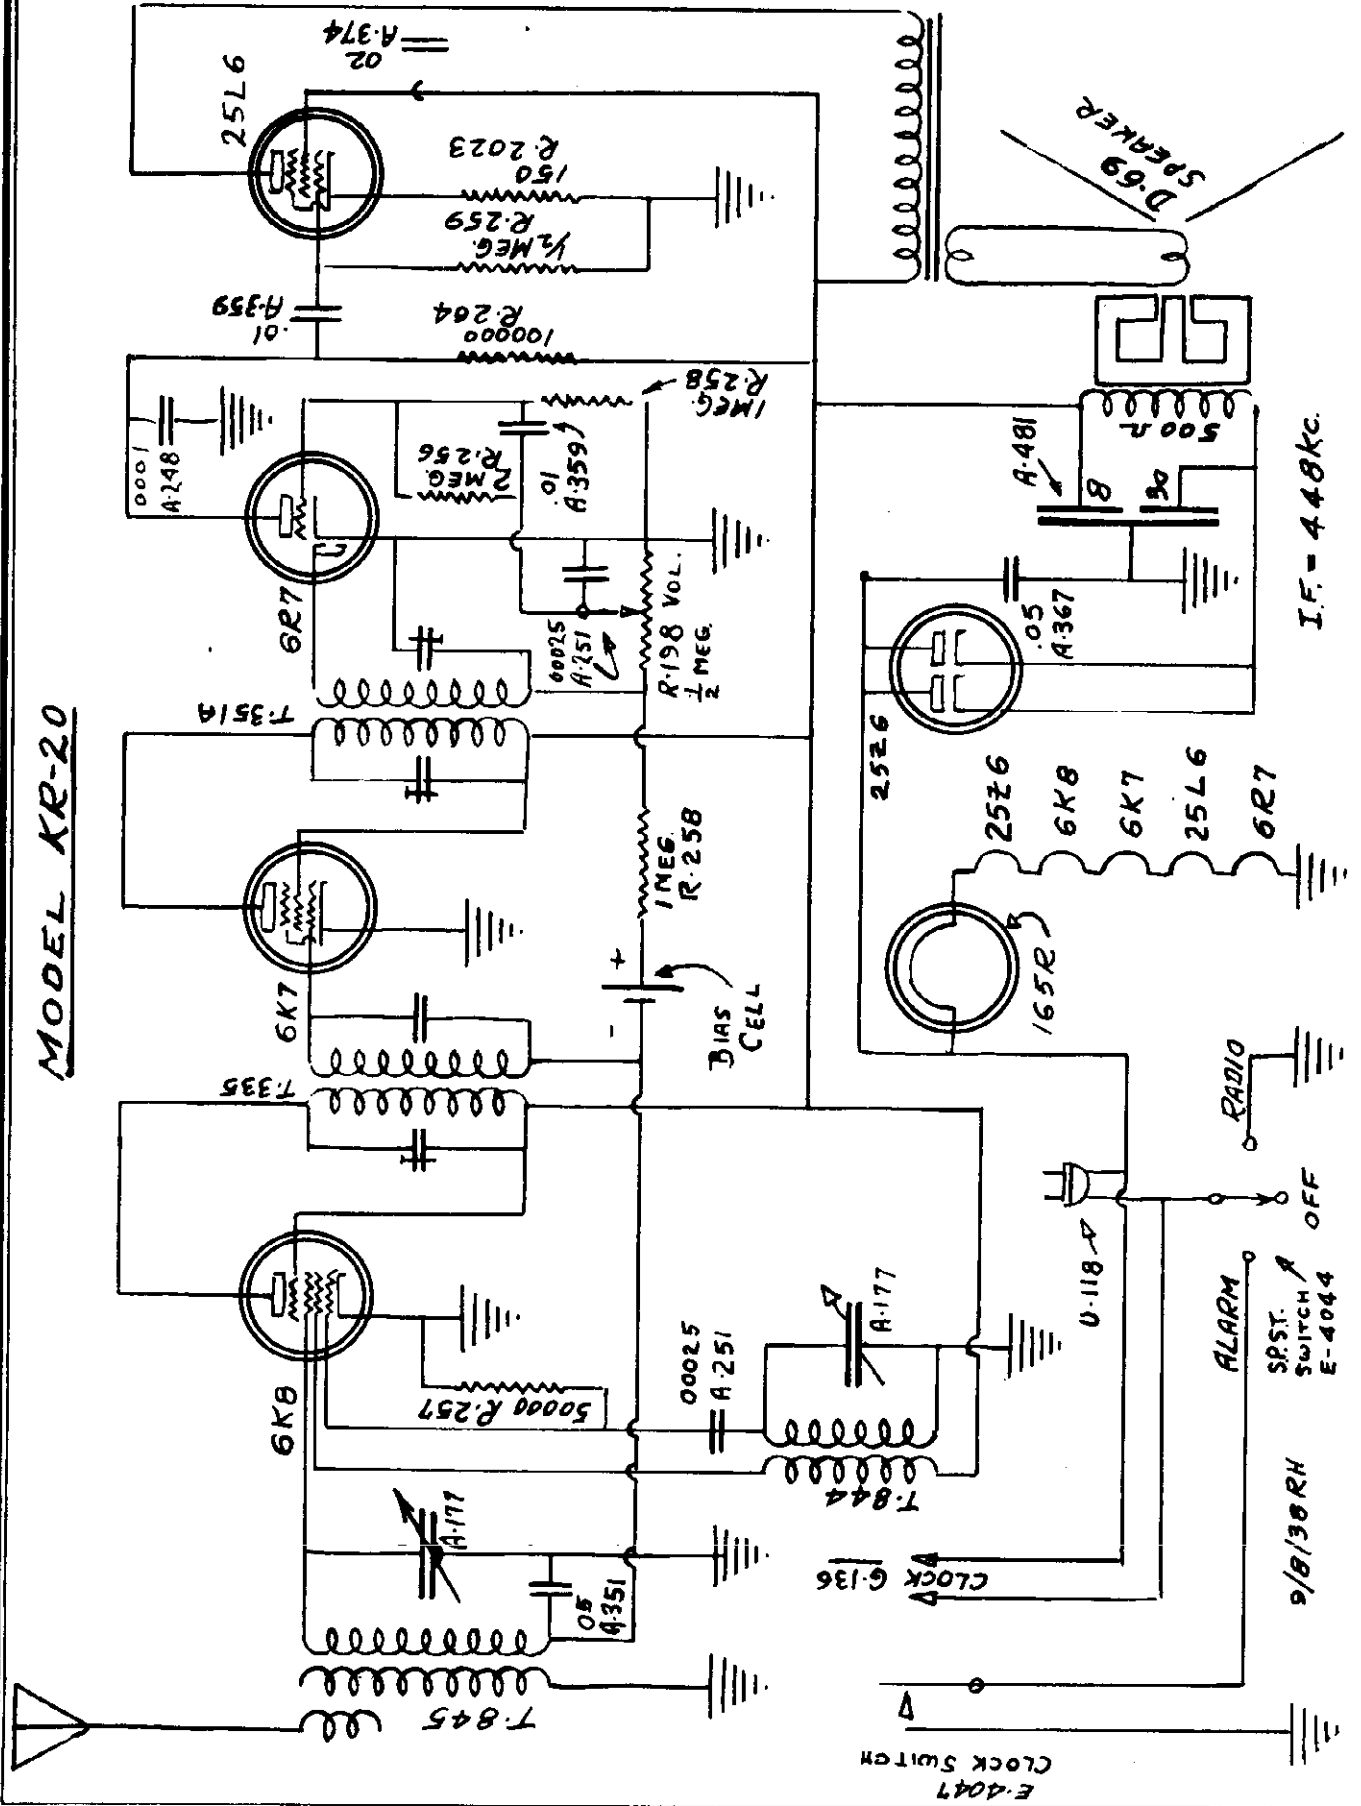 MODEL KR-20
6K8
6K7
6R7
25L6
T-845
A-177
05
A-351
50000 R-257
T-335
T-351A
0001
A-248
.01
A-359
02
A-374
100000
R-264
½ MEG.
R-259
150
R-2023
2 MEG.
R-256
.01
A-359
1 MEG.
R-258
00025
A-251
R-198 VOL.
½ MEG.
1 MEG.
R-258
- +
BIAS
CELL
00025
A-251
T-844
A-177
CLOCK G-136
E-4047
CLOCK SWITCH
U-118
ALARM
OFF
RADIO
S.P.S.T.
SWITCH
E-4044
165R
25Z6
6K8
6K7
25L6
6R7
25Z6
.05
A-367
A-481
8
30
500 Ω
D-69
SPEAKER
I.F. = 448 KC.
9/8/38 RH